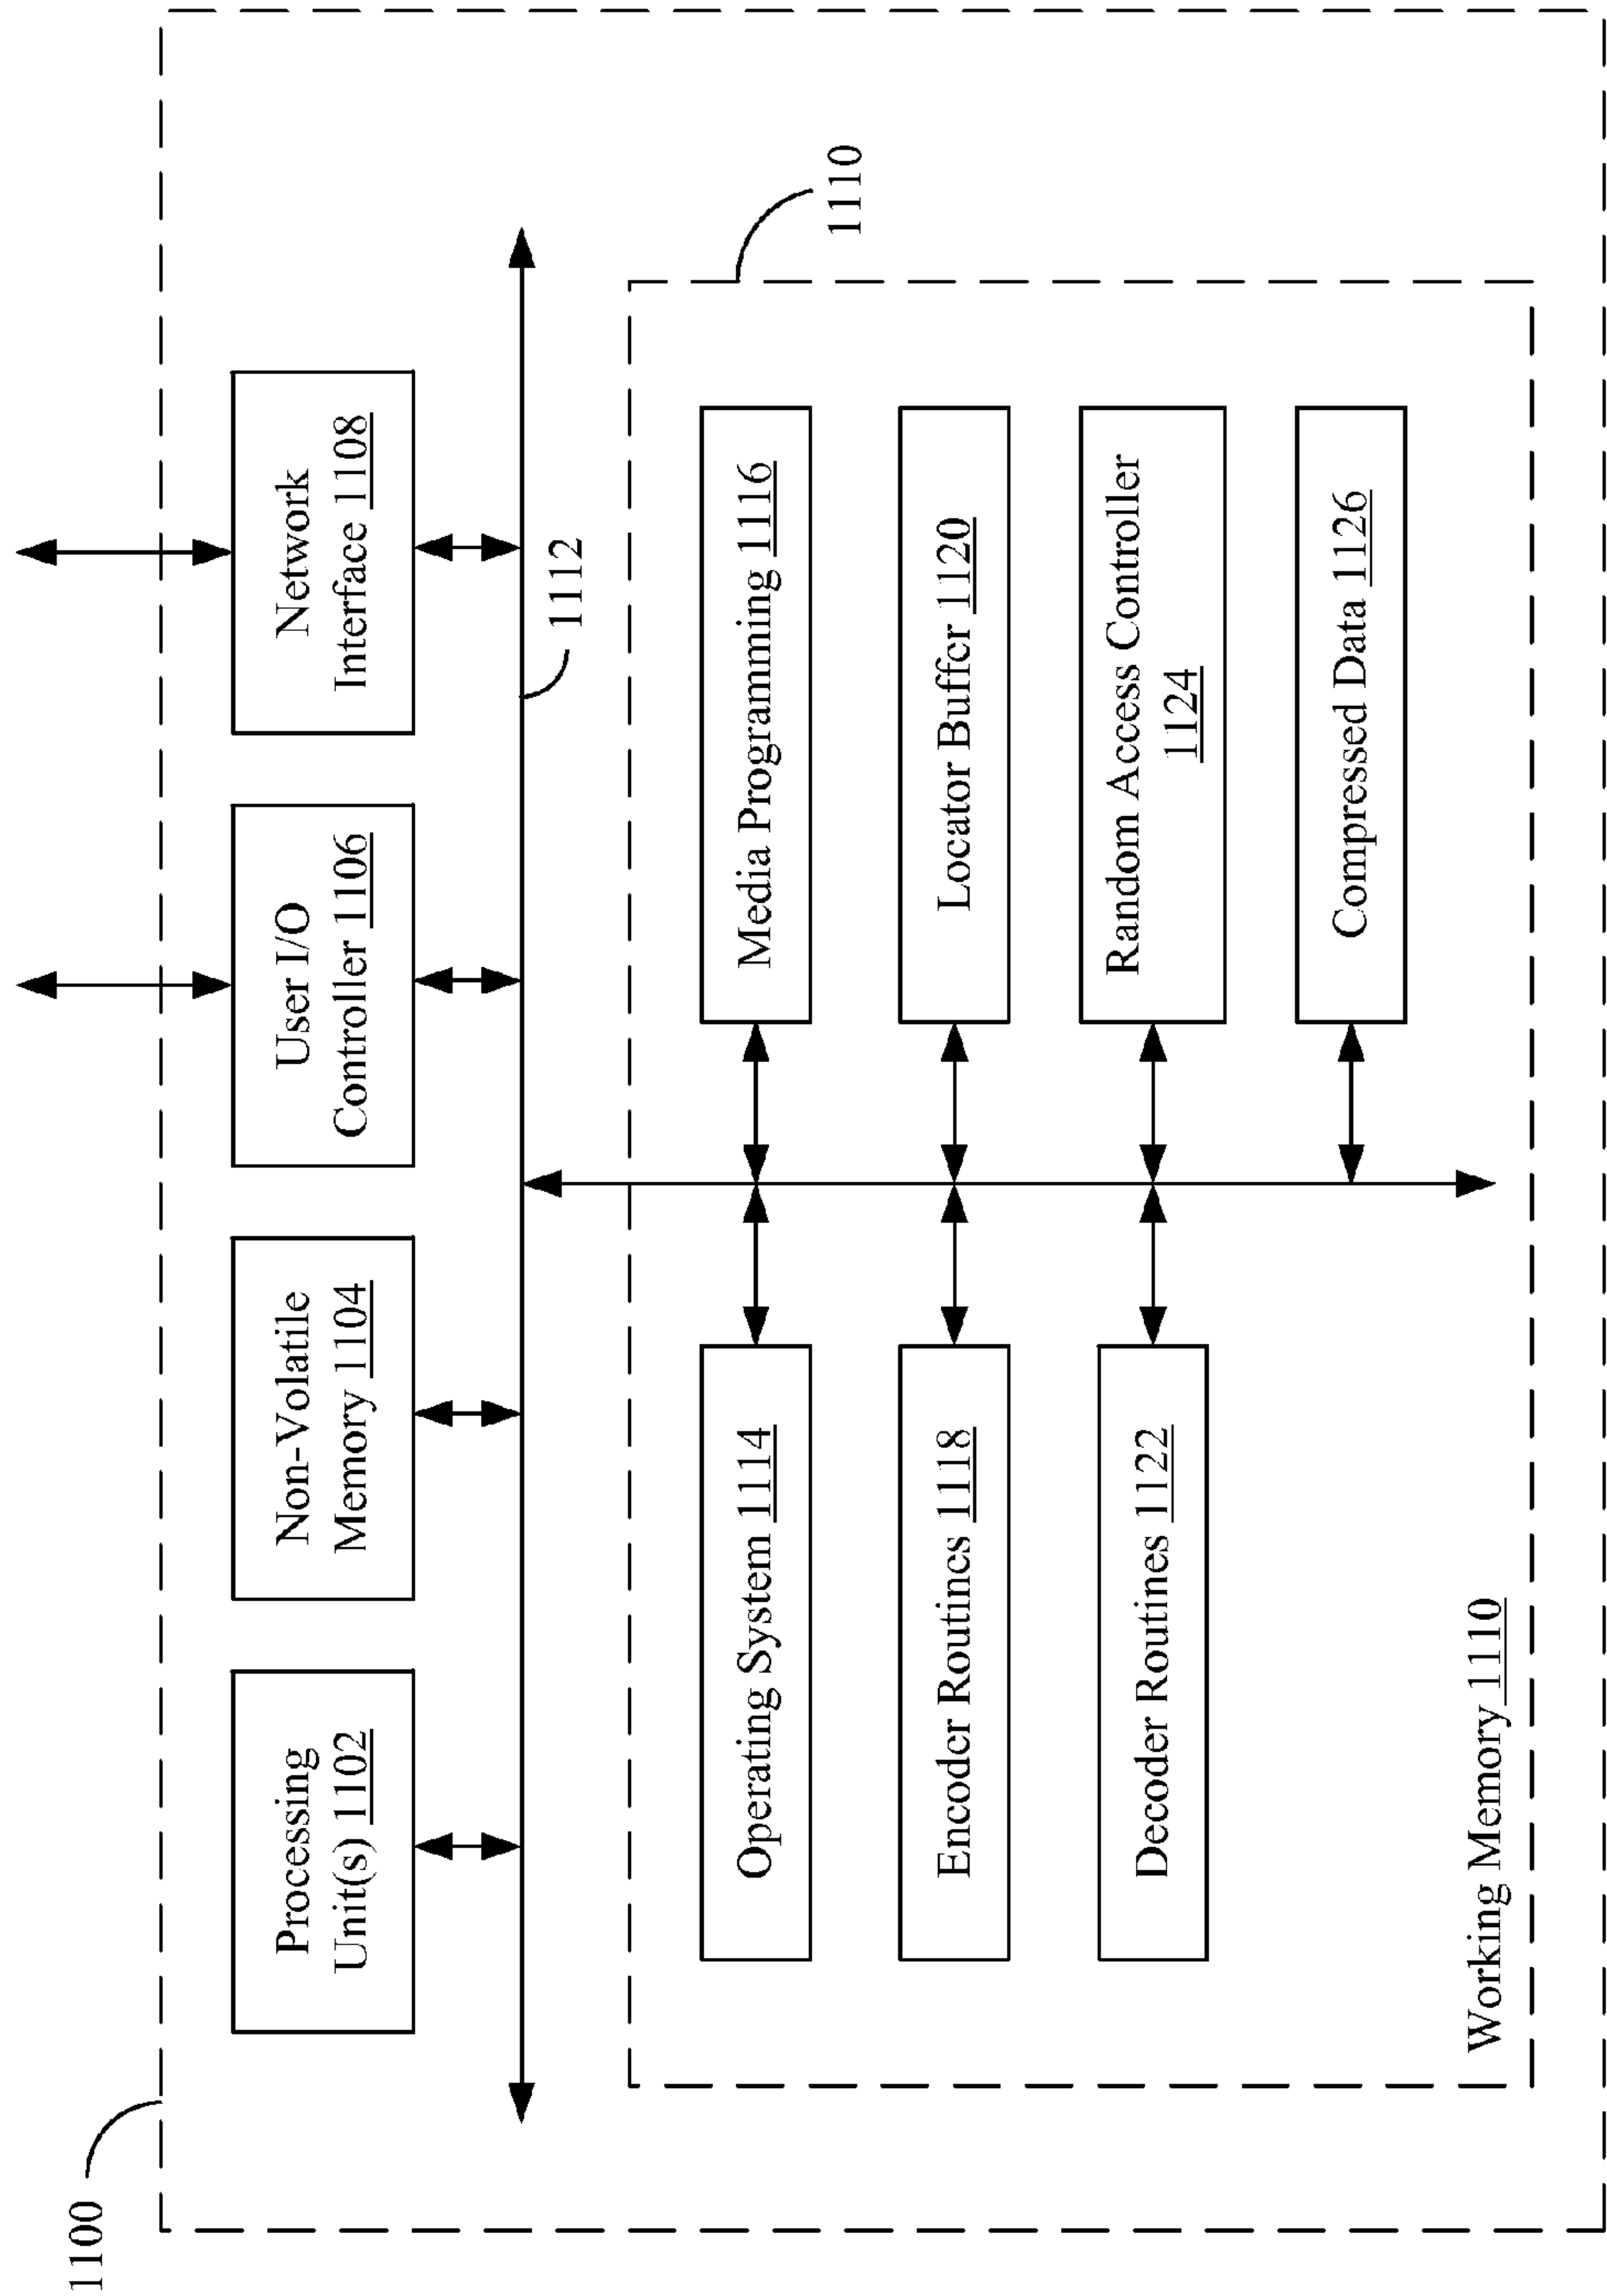 1100
Processing
Unit(s) 1102
Non-Volatile
Memory 1104
User I/O
Controller 1106
Network
Interface 1108
1112
1110
Operating System 1114
Media Programming 1116
Encoder Routines 1118
Locator Buffer 1120
Decoder Routines 1122
Random Access Controller
1124
Compressed Data 1126
Working Memory 1110